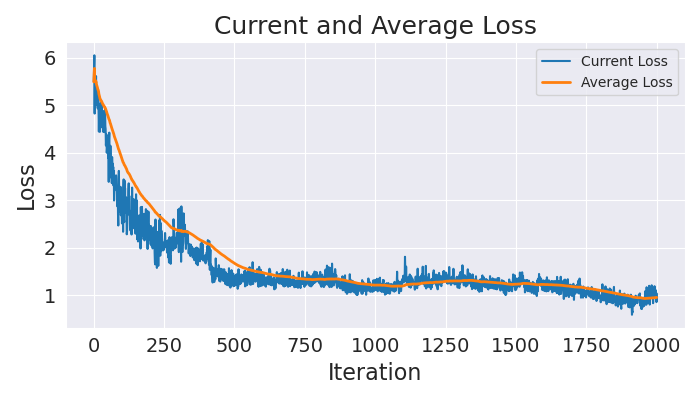 Current and Average Loss
Current Loss
Average Loss
Loss
6
5
4
3
2
1
0 250 500 750 1000 1250 1500 1750 2000
Iteration